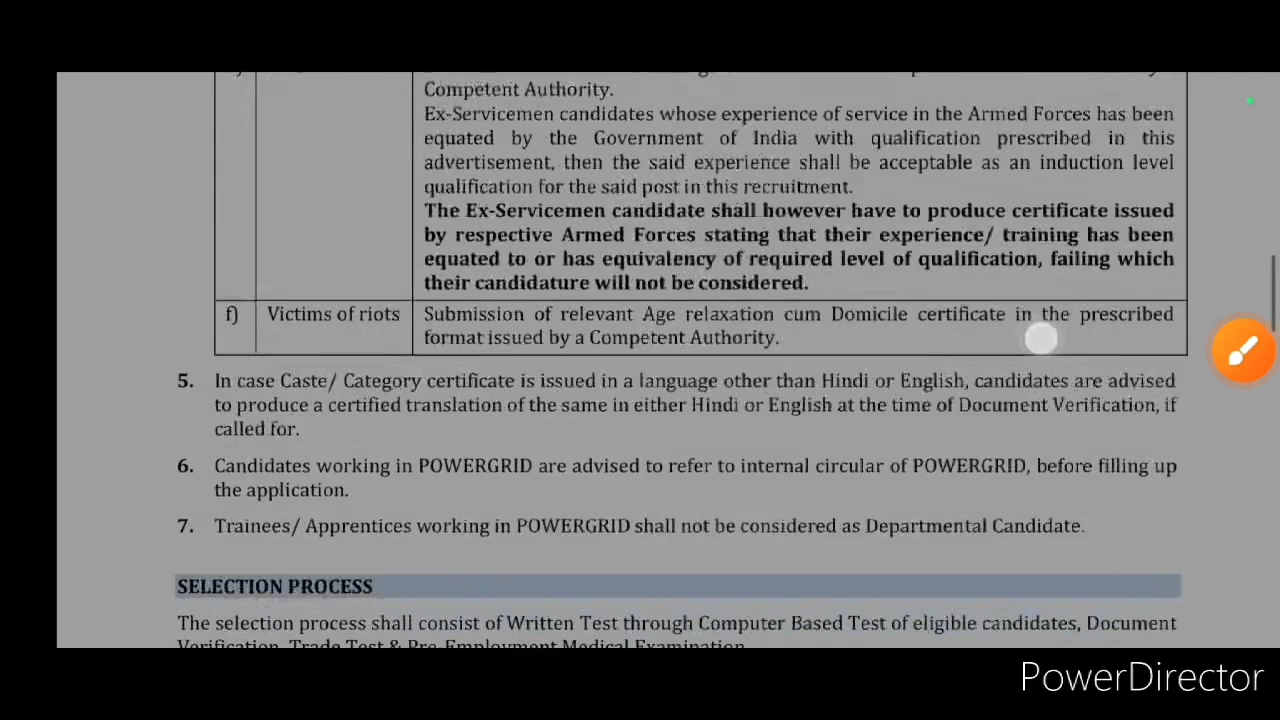 Competent Authority.
Ex-Servicemen candidates whose experience of service in the Armed Forces has been
equated by the Government of India with qualification prescribed in this
advertisement, then the said experience shall be acceptable as an induction level
qualification for the said post in this recruitment.
The Ex-Servicemen candidate shall however have to produce certificate issued
by respective Armed Forces stating that their experience/ training has been
equated to or has equivalency of required level of qualification, failing which
their candidature will not be considered.
f) Victims of riots Submission of relevant Age relaxation cum Domicile certificate in the prescribed
format issued by a Competent Authority.
5. In case Caste/ Category certificate is issued in a language other than Hindi or English, candidates are advised
to produce a certified translation of the same in either Hindi or English at the time of Document Verification, if
called for.
6. Candidates working in POWERGRID are advised to refer to internal circular of POWERGRID, before filling up
the application.
7. Trainees/ Apprentices working in POWERGRID shall not be considered as Departmental Candidate.
SELECTION PROCESS
The selection process shall consist of Written Test through Computer Based Test of eligible candidates, Document
Verification, Trade Test & Pre-Employment Medical Examination
PowerDirector